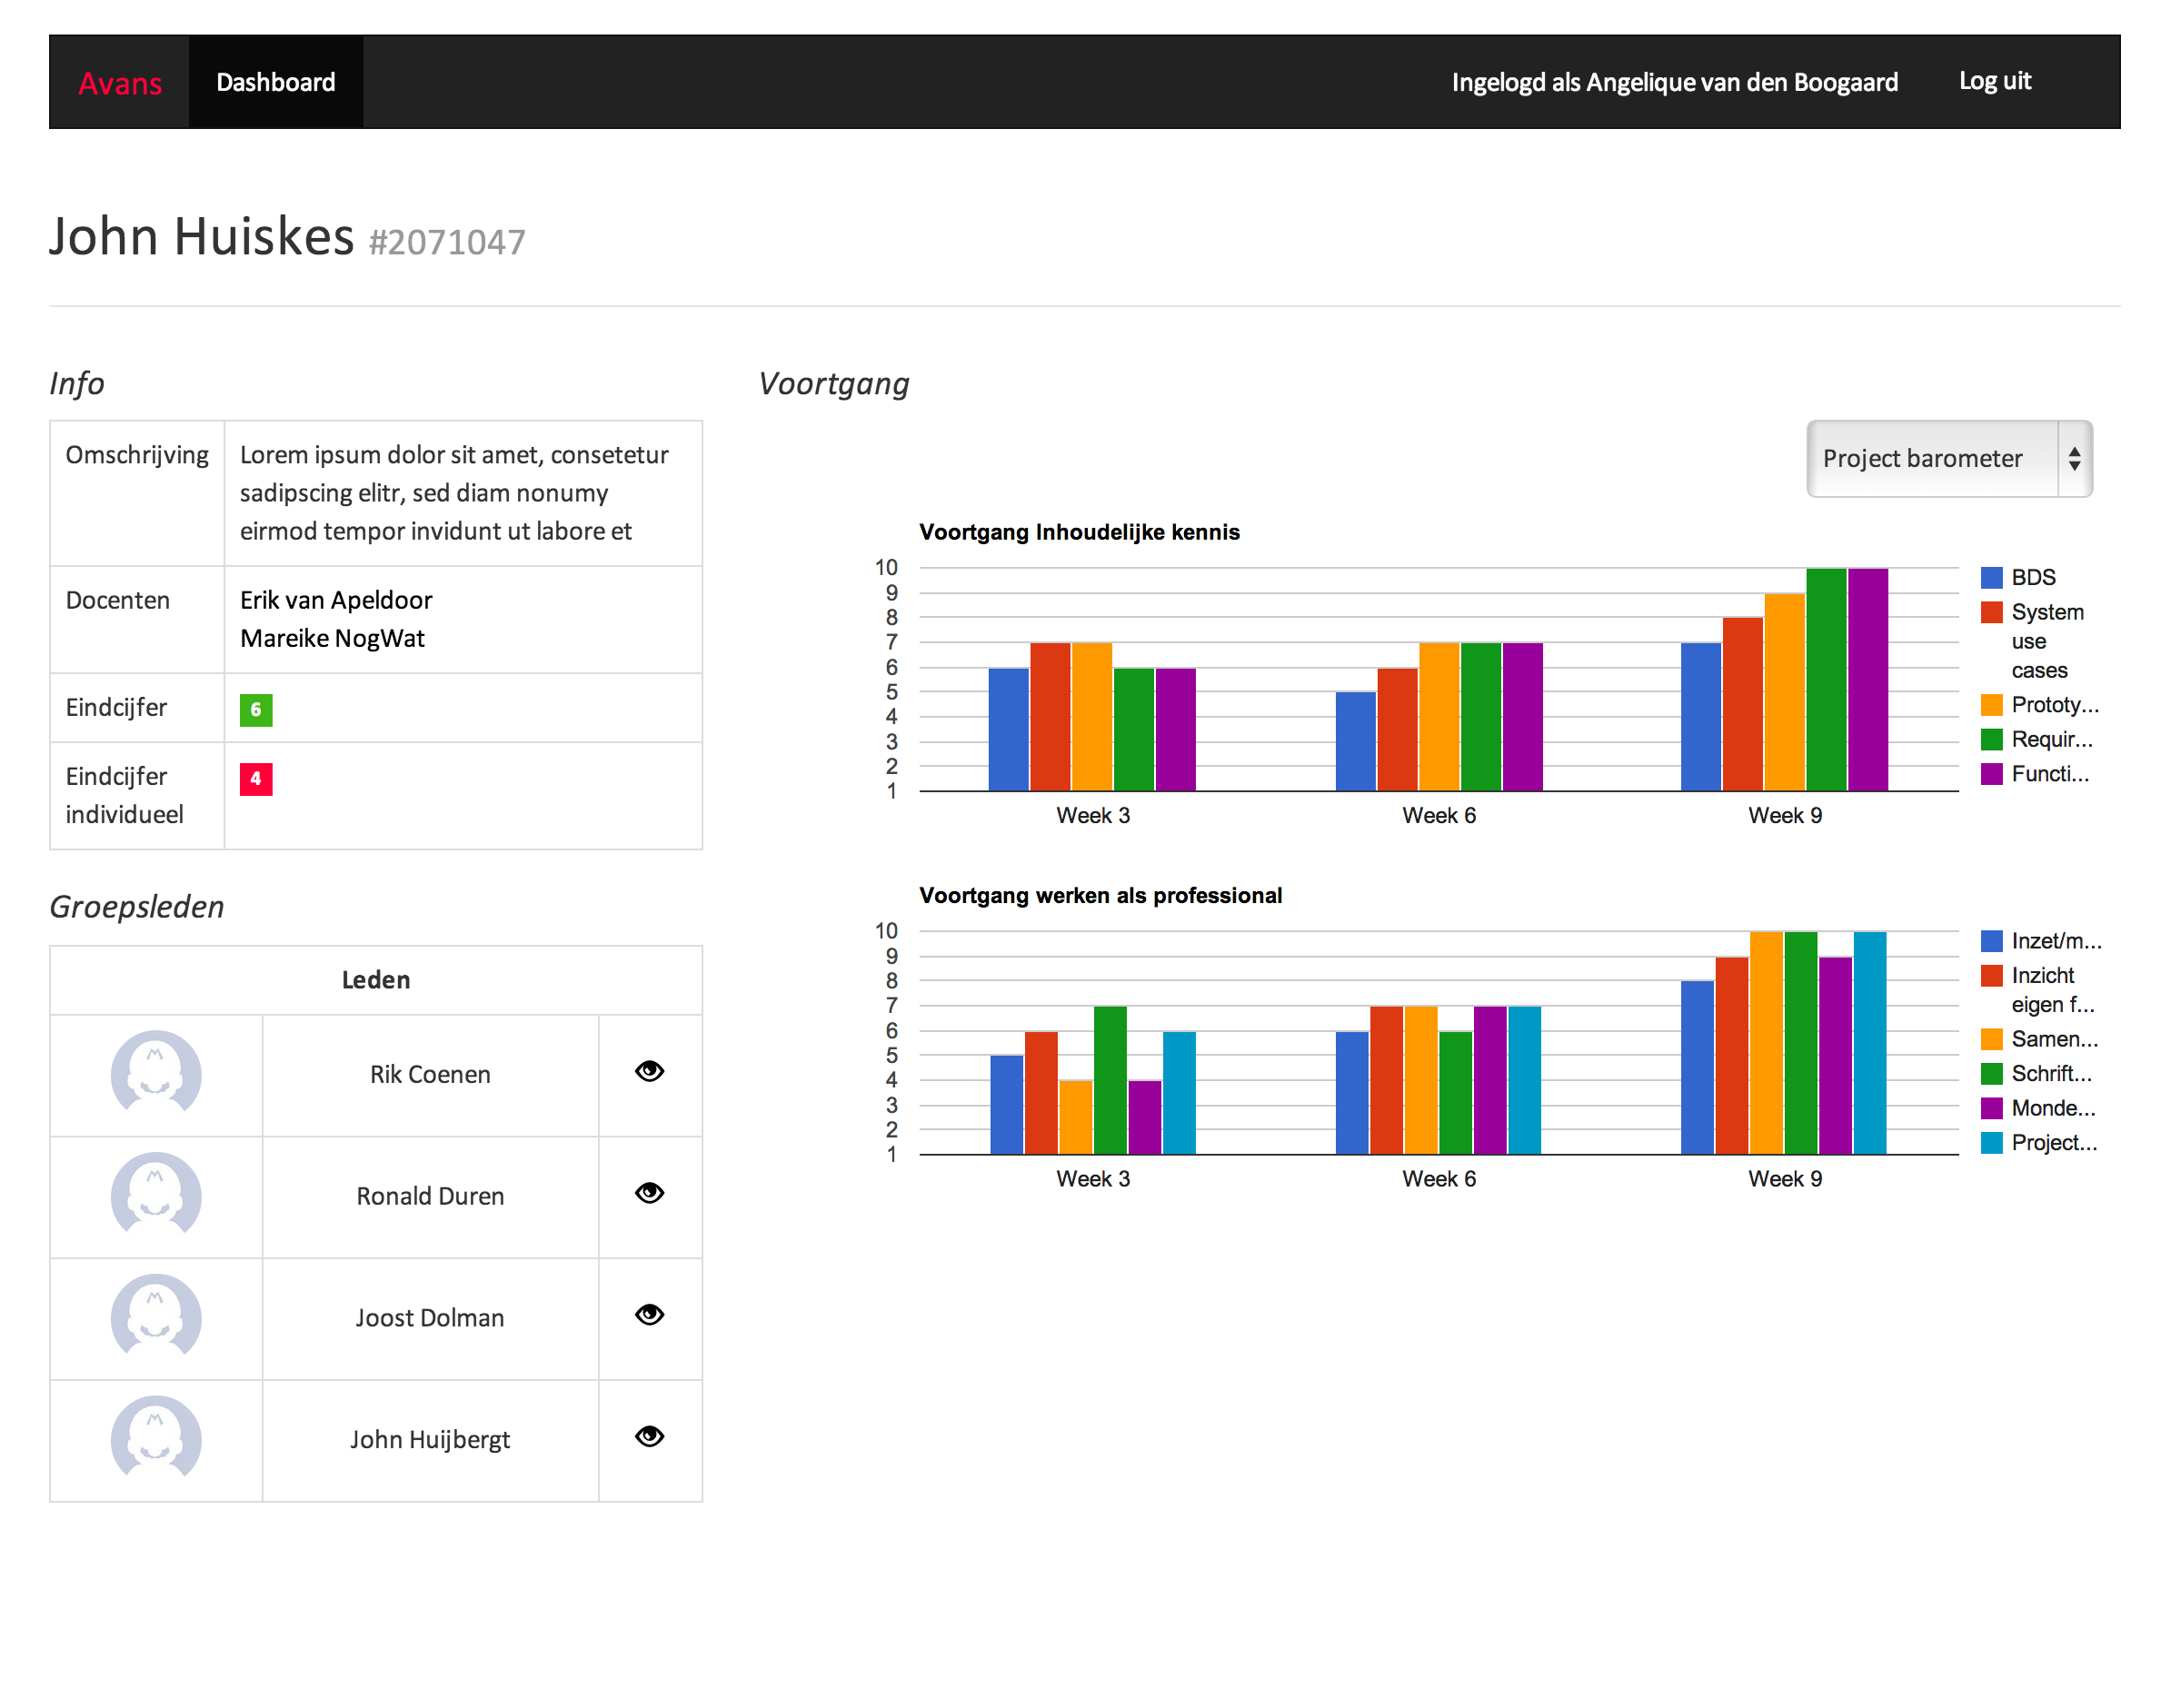 Avans
Dashboard
Ingelogd als Angelique van den Boogaard
Log uit
John Huiskes #2071047
Info
Omschrijving
Lorem ipsum dolor sit amet, consetetur
sadipscing elitr, sed diam nonumy
eirmod tempor invidunt ut labore et
Docenten
Erik van Apeldoor
Mareike NogWat
Eindcijfer
6
Eindcijfer
individueel
4
Groepsleden
Leden
Rik Coenen
Ronald Duren
Joost Dolman
John Huijbergt
Voortgang
Project barometer
Voortgang Inhoudelijke kennis
10
9
8
7
6
5
4
3
2
1
Week 3
Week 6
Week 9
BDS
System
use
cases
Prototy...
Requir...
Functi...
Voortgang werken als professional
10
9
8
7
6
5
4
3
2
1
Week 3
Week 6
Week 9
Inzet/m...
Inzicht
eigen f...
Samen...
Schrift...
Monde...
Project...